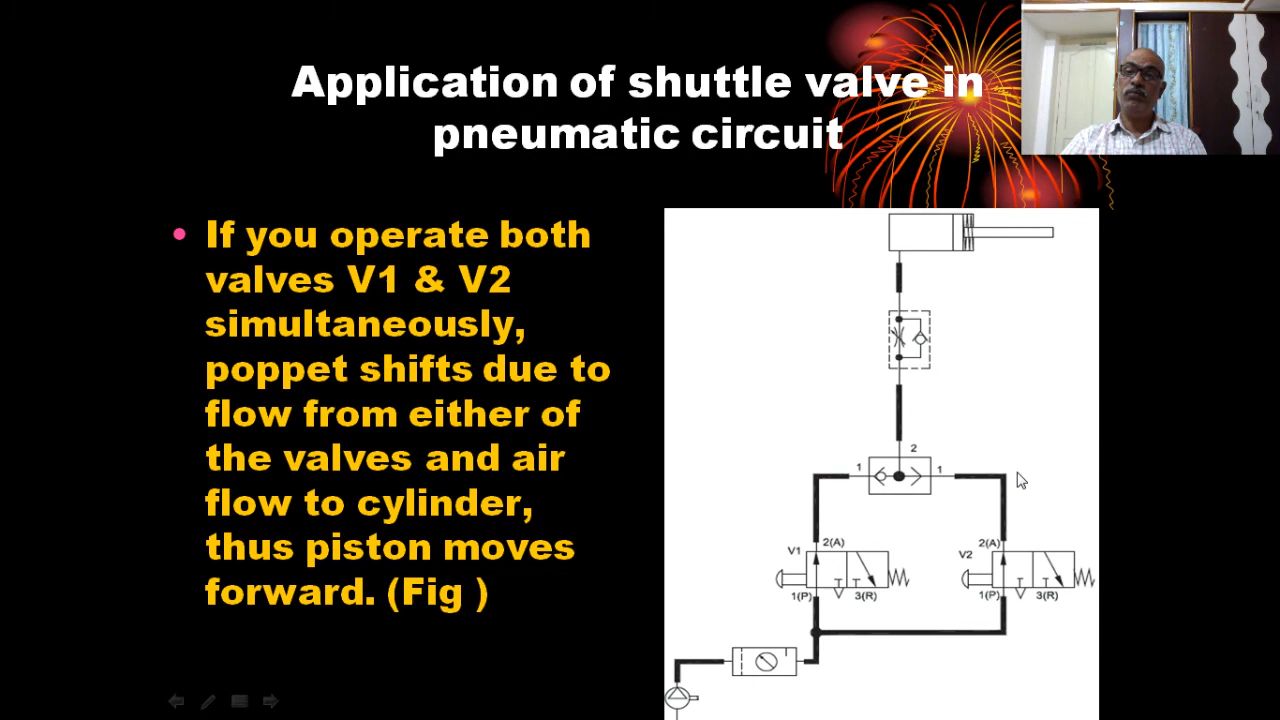 Application of shuttle valve in
pneumatic circuit
• If you operate both
valves V1 & V2
simultaneously,
poppet shifts due to
flow from either of
the valves and air
flow to cylinder,
thus piston moves
forward. (Fig )
2
1
1
V1
2(A)
1(P)
3(R)
V2
2(A)
1(P)
3(R)